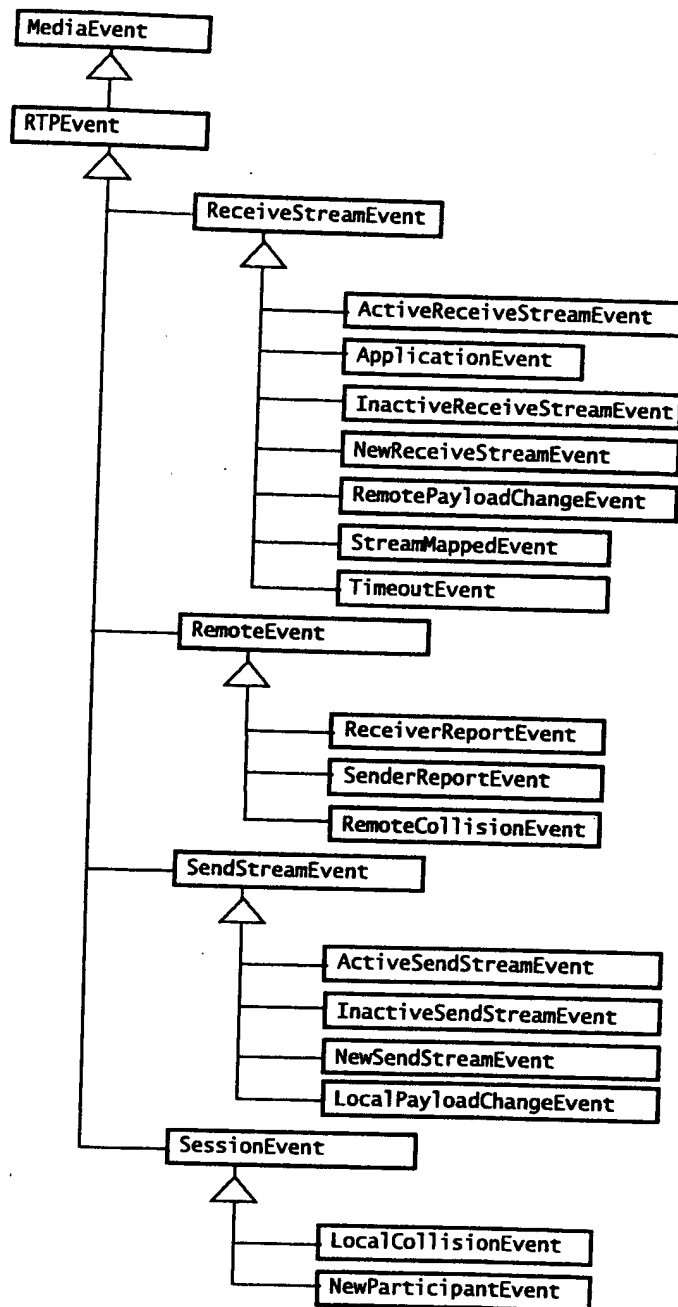 MediaEvent
RTPEvent
ReceiveStreamEvent
ActiveReceiveStreamEvent
ApplicationEvent
InactiveReceiveStreamEvent
NewReceiveStreamEvent
RemotePayloadChangeEvent
StreamMappedEvent
TimeoutEvent
RemoteEvent
ReceiverReportEvent
SenderReportEvent
RemoteCollisionEvent
SendStreamEvent
ActiveSendStreamEvent
InactiveSendStreamEvent
NewSendStreamEvent
LocalPayloadChangeEvent
SessionEvent
LocalCollisionEvent
NewParticipantEvent